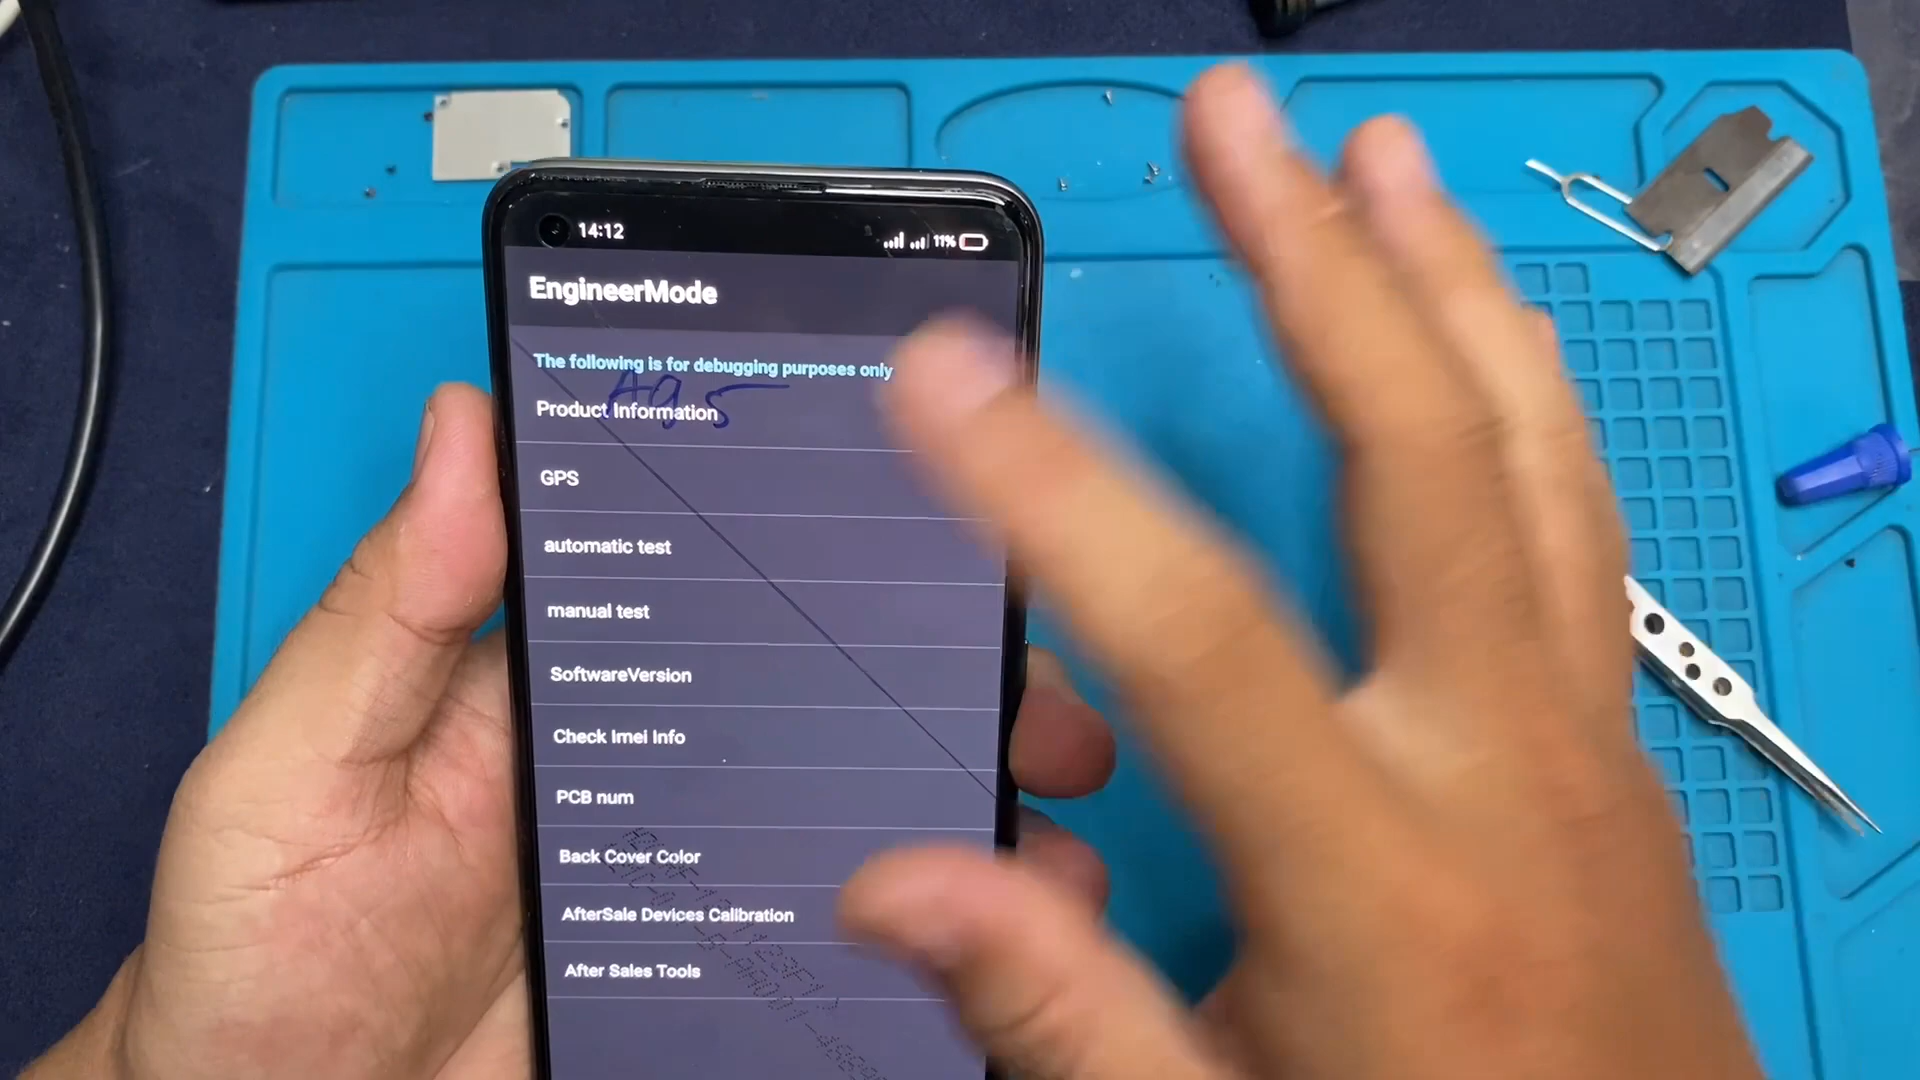 14:12
11%
EngineerMode
The following is for debugging purposes only
A95
Product Information
GPS
automatic test
manual test
SoftwareVersion
Check Imei Info
PCB num
Back Cover Color
AfterSale Devices Calibration
After Sales Tools